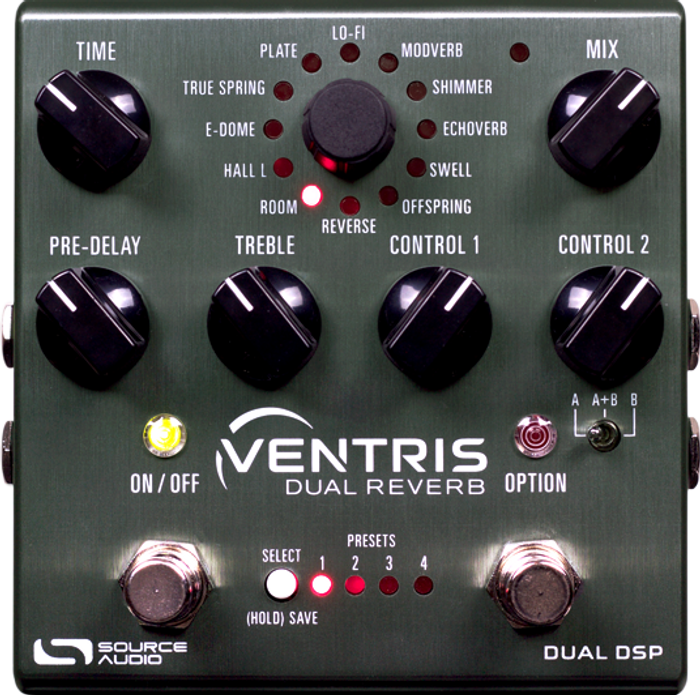 LO-FI
TIME
PLATE
MODVERB
MIX
TRUE SPRING
SHIMMER
E-DOME
ECHOVERB
HALL L
SWELL
ROOM
OFFSPRING
REVERSE
PRE-DELAY
TREBLE
CONTROL 1
CONTROL 2
A A+B B
VENTRIS
DUAL REVERB
ON / OFF
OPTION
PRESETS
SELECT
1 2 3 4
(HOLD) SAVE
SOURCE
AUDIO
DUAL DSP